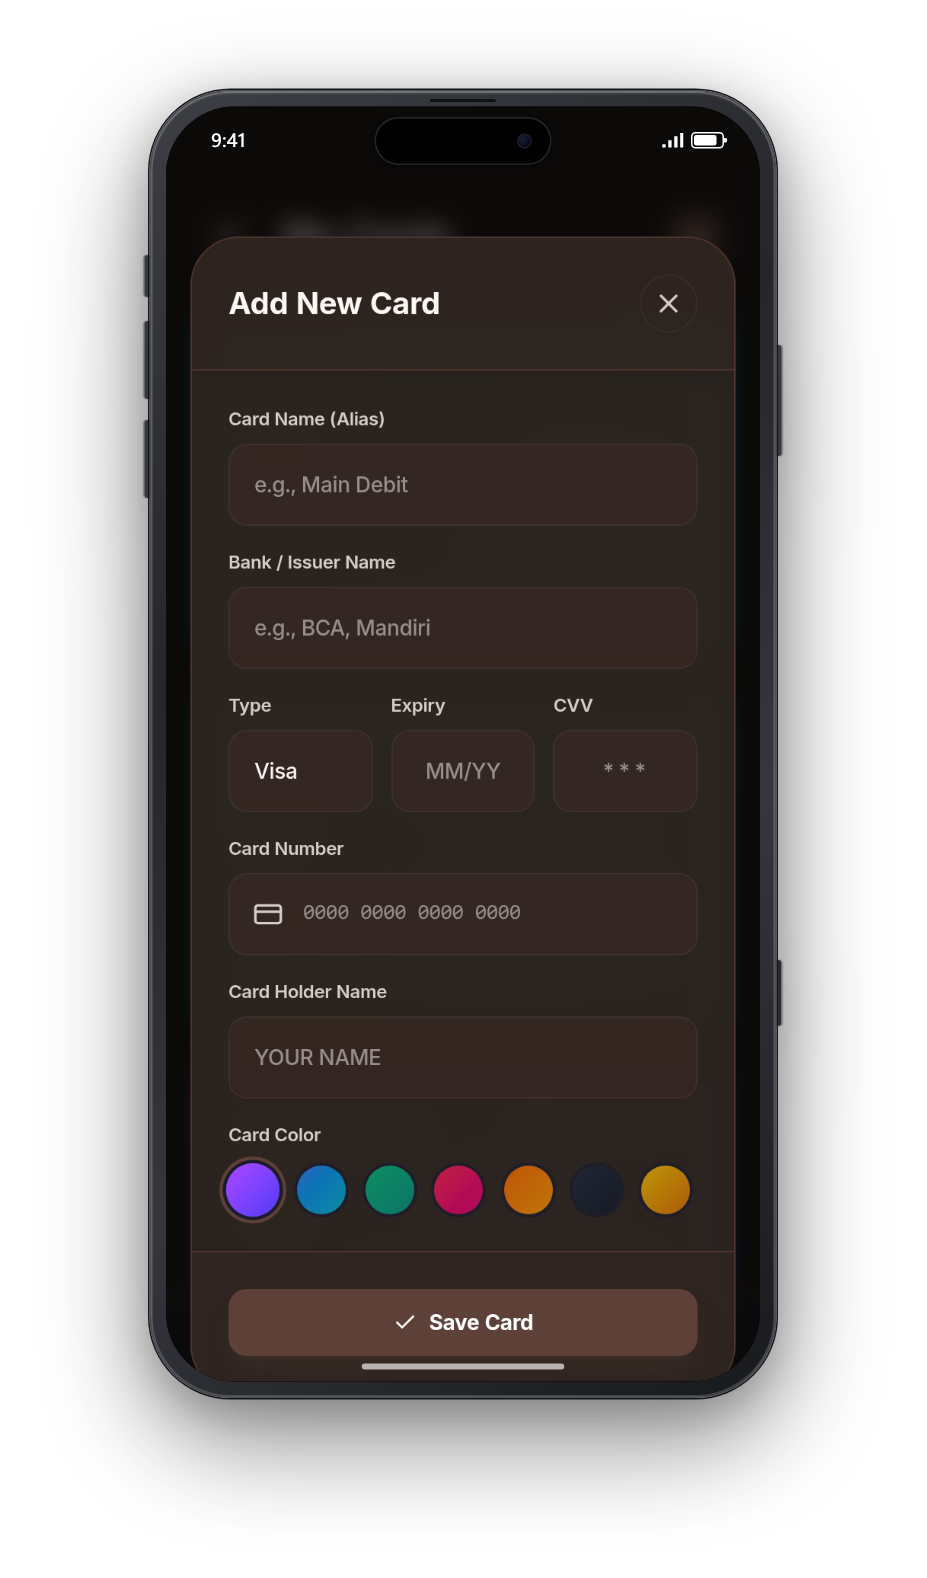 9:41
Add New Card
Card Name (Alias)
e.g., Main Debit
Bank / Issuer Name
e.g., BCA, Mandiri
Type Expiry CVV
Visa MM/YY ***
Card Number
0000 0000 0000 0000
Card Holder Name
YOUR NAME
Card Color
Save Card